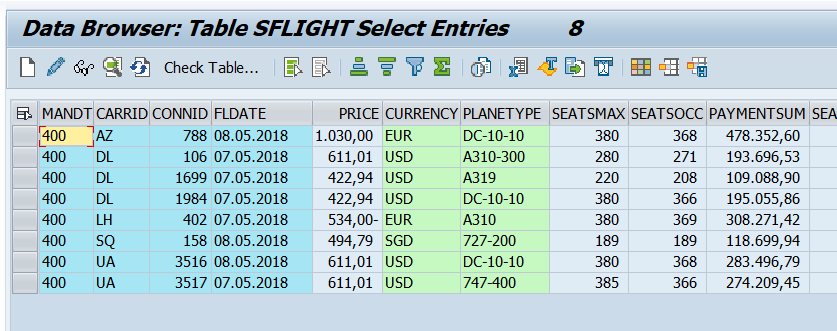 Data Browser: Table SFLIGHT Select Entries 8
Check Table...
MANDT CARRID CONNID FLDATE PRICE CURRENCY PLANETYPE SEATSMAX SEATSOCC PAYMENTSUM SEA
400 AZ 788 08.05.2018 1.030,00 EUR DC-10-10 380 368 478.352,60
400 DL 106 07.05.2018 611,01 USD A310-300 280 271 193.696,53
400 DL 1699 07.05.2018 422,94 USD A319 220 208 109.088,90
400 DL 1984 07.05.2018 422,94 USD DC-10-10 380 366 195.055,86
400 LH 402 07.05.2018 534,00- EUR A310 380 369 308.271,42
400 SQ 158 08.05.2018 494,79 SGD 727-200 189 189 118.699,94
400 UA 3516 08.05.2018 611,01 USD DC-10-10 380 368 283.496,79
400 UA 3517 07.05.2018 611,01 USD 747-400 385 366 274.209,45